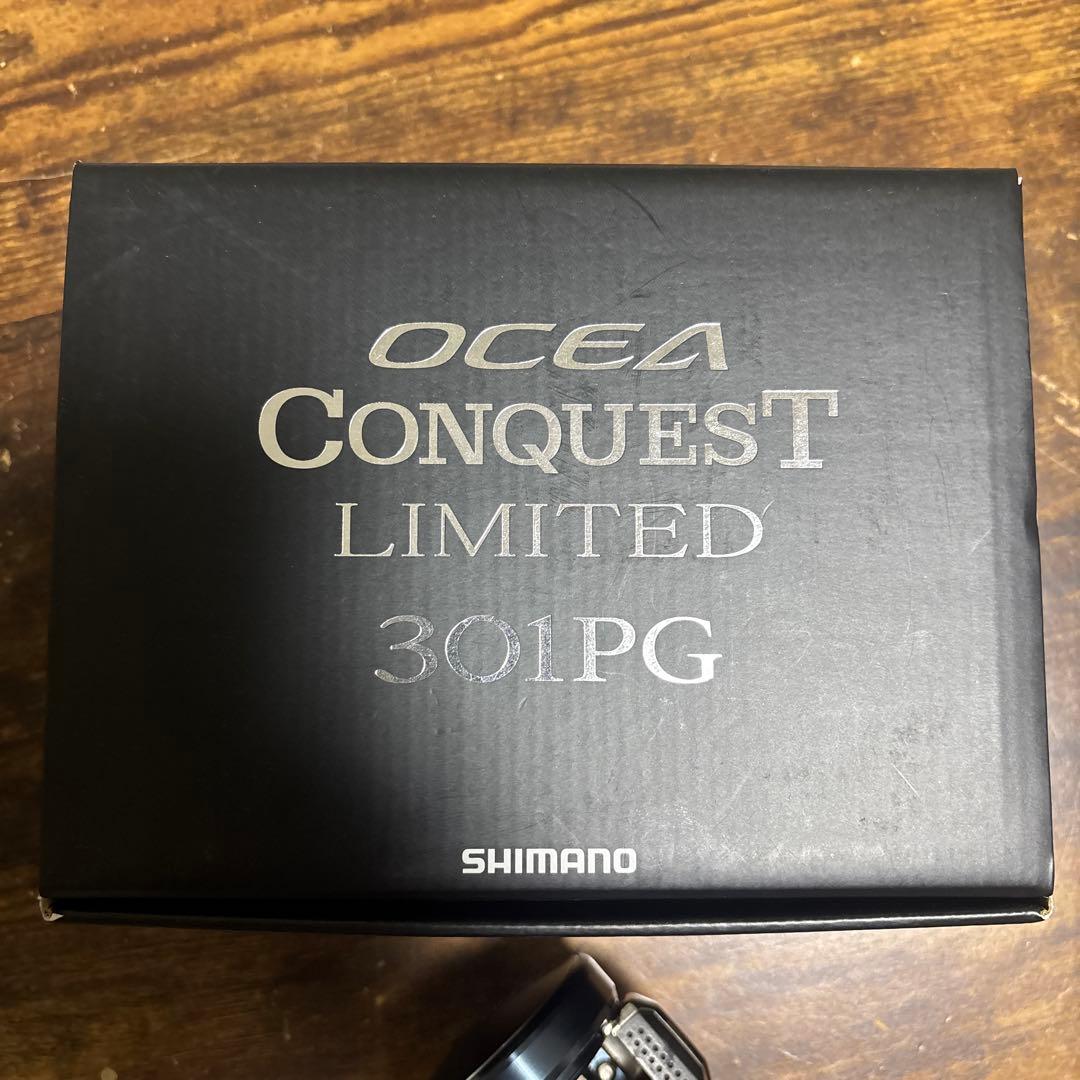 OCEA
CONQUEST
LIMITED
301PG
SHIMANO